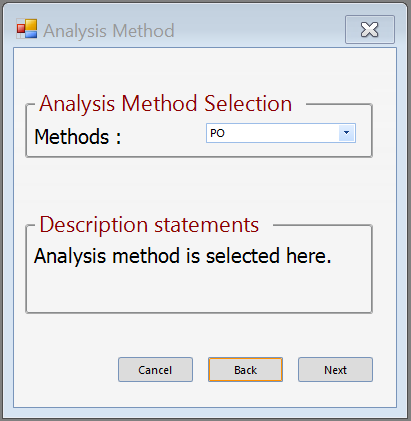 Analysis Method
Analysis Method Selection
Methods :
PO
Description statements
Analysis method is selected here.
Cancel
Back
Next